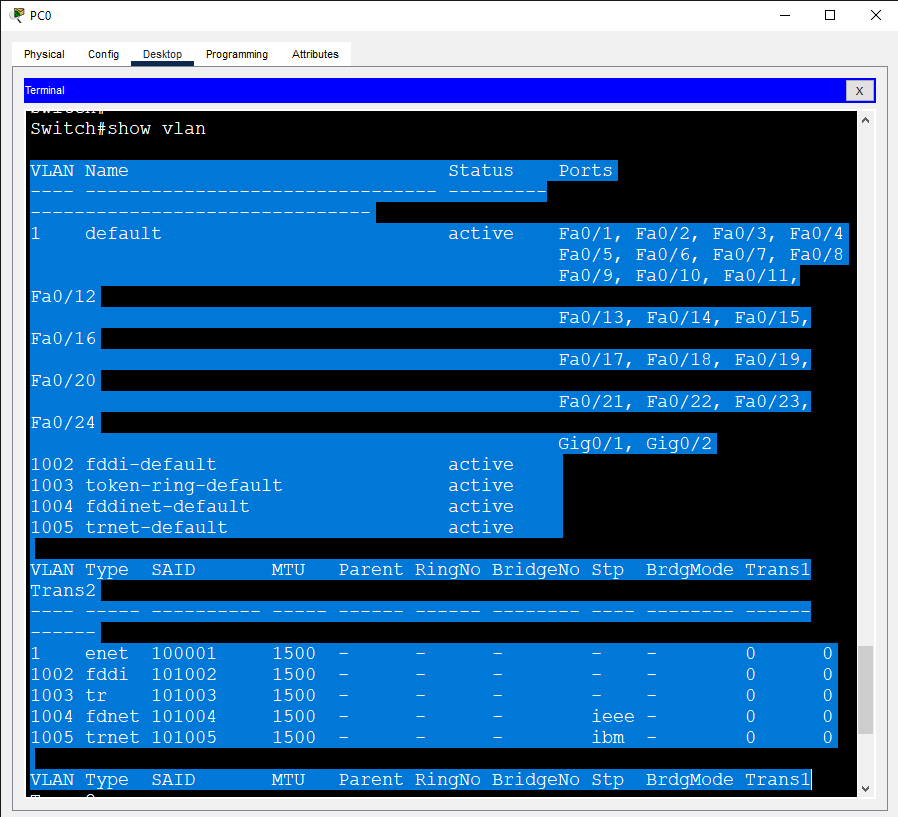 PC0
Physical Config Desktop Programming Attributes
Terminal X
Switch#
Switch#show vlan
VLAN Name                             Status    Ports
---- -------------------------------- ---------
-------------------------------
1    default                          active    Fa0/1, Fa0/2, Fa0/3, Fa0/4
                                                Fa0/5, Fa0/6, Fa0/7, Fa0/8
                                                Fa0/9, Fa0/10, Fa0/11,
Fa0/12
                                                Fa0/13, Fa0/14, Fa0/15,
Fa0/16
                                                Fa0/17, Fa0/18, Fa0/19,
Fa0/20
                                                Fa0/21, Fa0/22, Fa0/23,
Fa0/24
                                                Gig0/1, Gig0/2
1002 fddi-default                     active
1003 token-ring-default               active
1004 fddinet-default                  active
1005 trnet-default                    active
VLAN Type  SAID       MTU   Parent RingNo BridgeNo Stp  BrdgMode Trans1
Trans2
---- ----- ---------- ----- ------ ------ -------- ---- -------- ------
------
1    enet  100001     1500  -      -      -        -    -        0      0
1002 fddi  101002     1500  -      -      -        -    -        0      0
1003 tr    101003     1500  -      -      -        -    -        0      0
1004 fdnet 101004     1500  -      -      -        ieee -        0      0
1005 trnet 101005     1500  -      -      -        ibm  -        0      0
VLAN Type  SAID       MTU   Parent RingNo BridgeNo Stp  BrdgMode Trans1